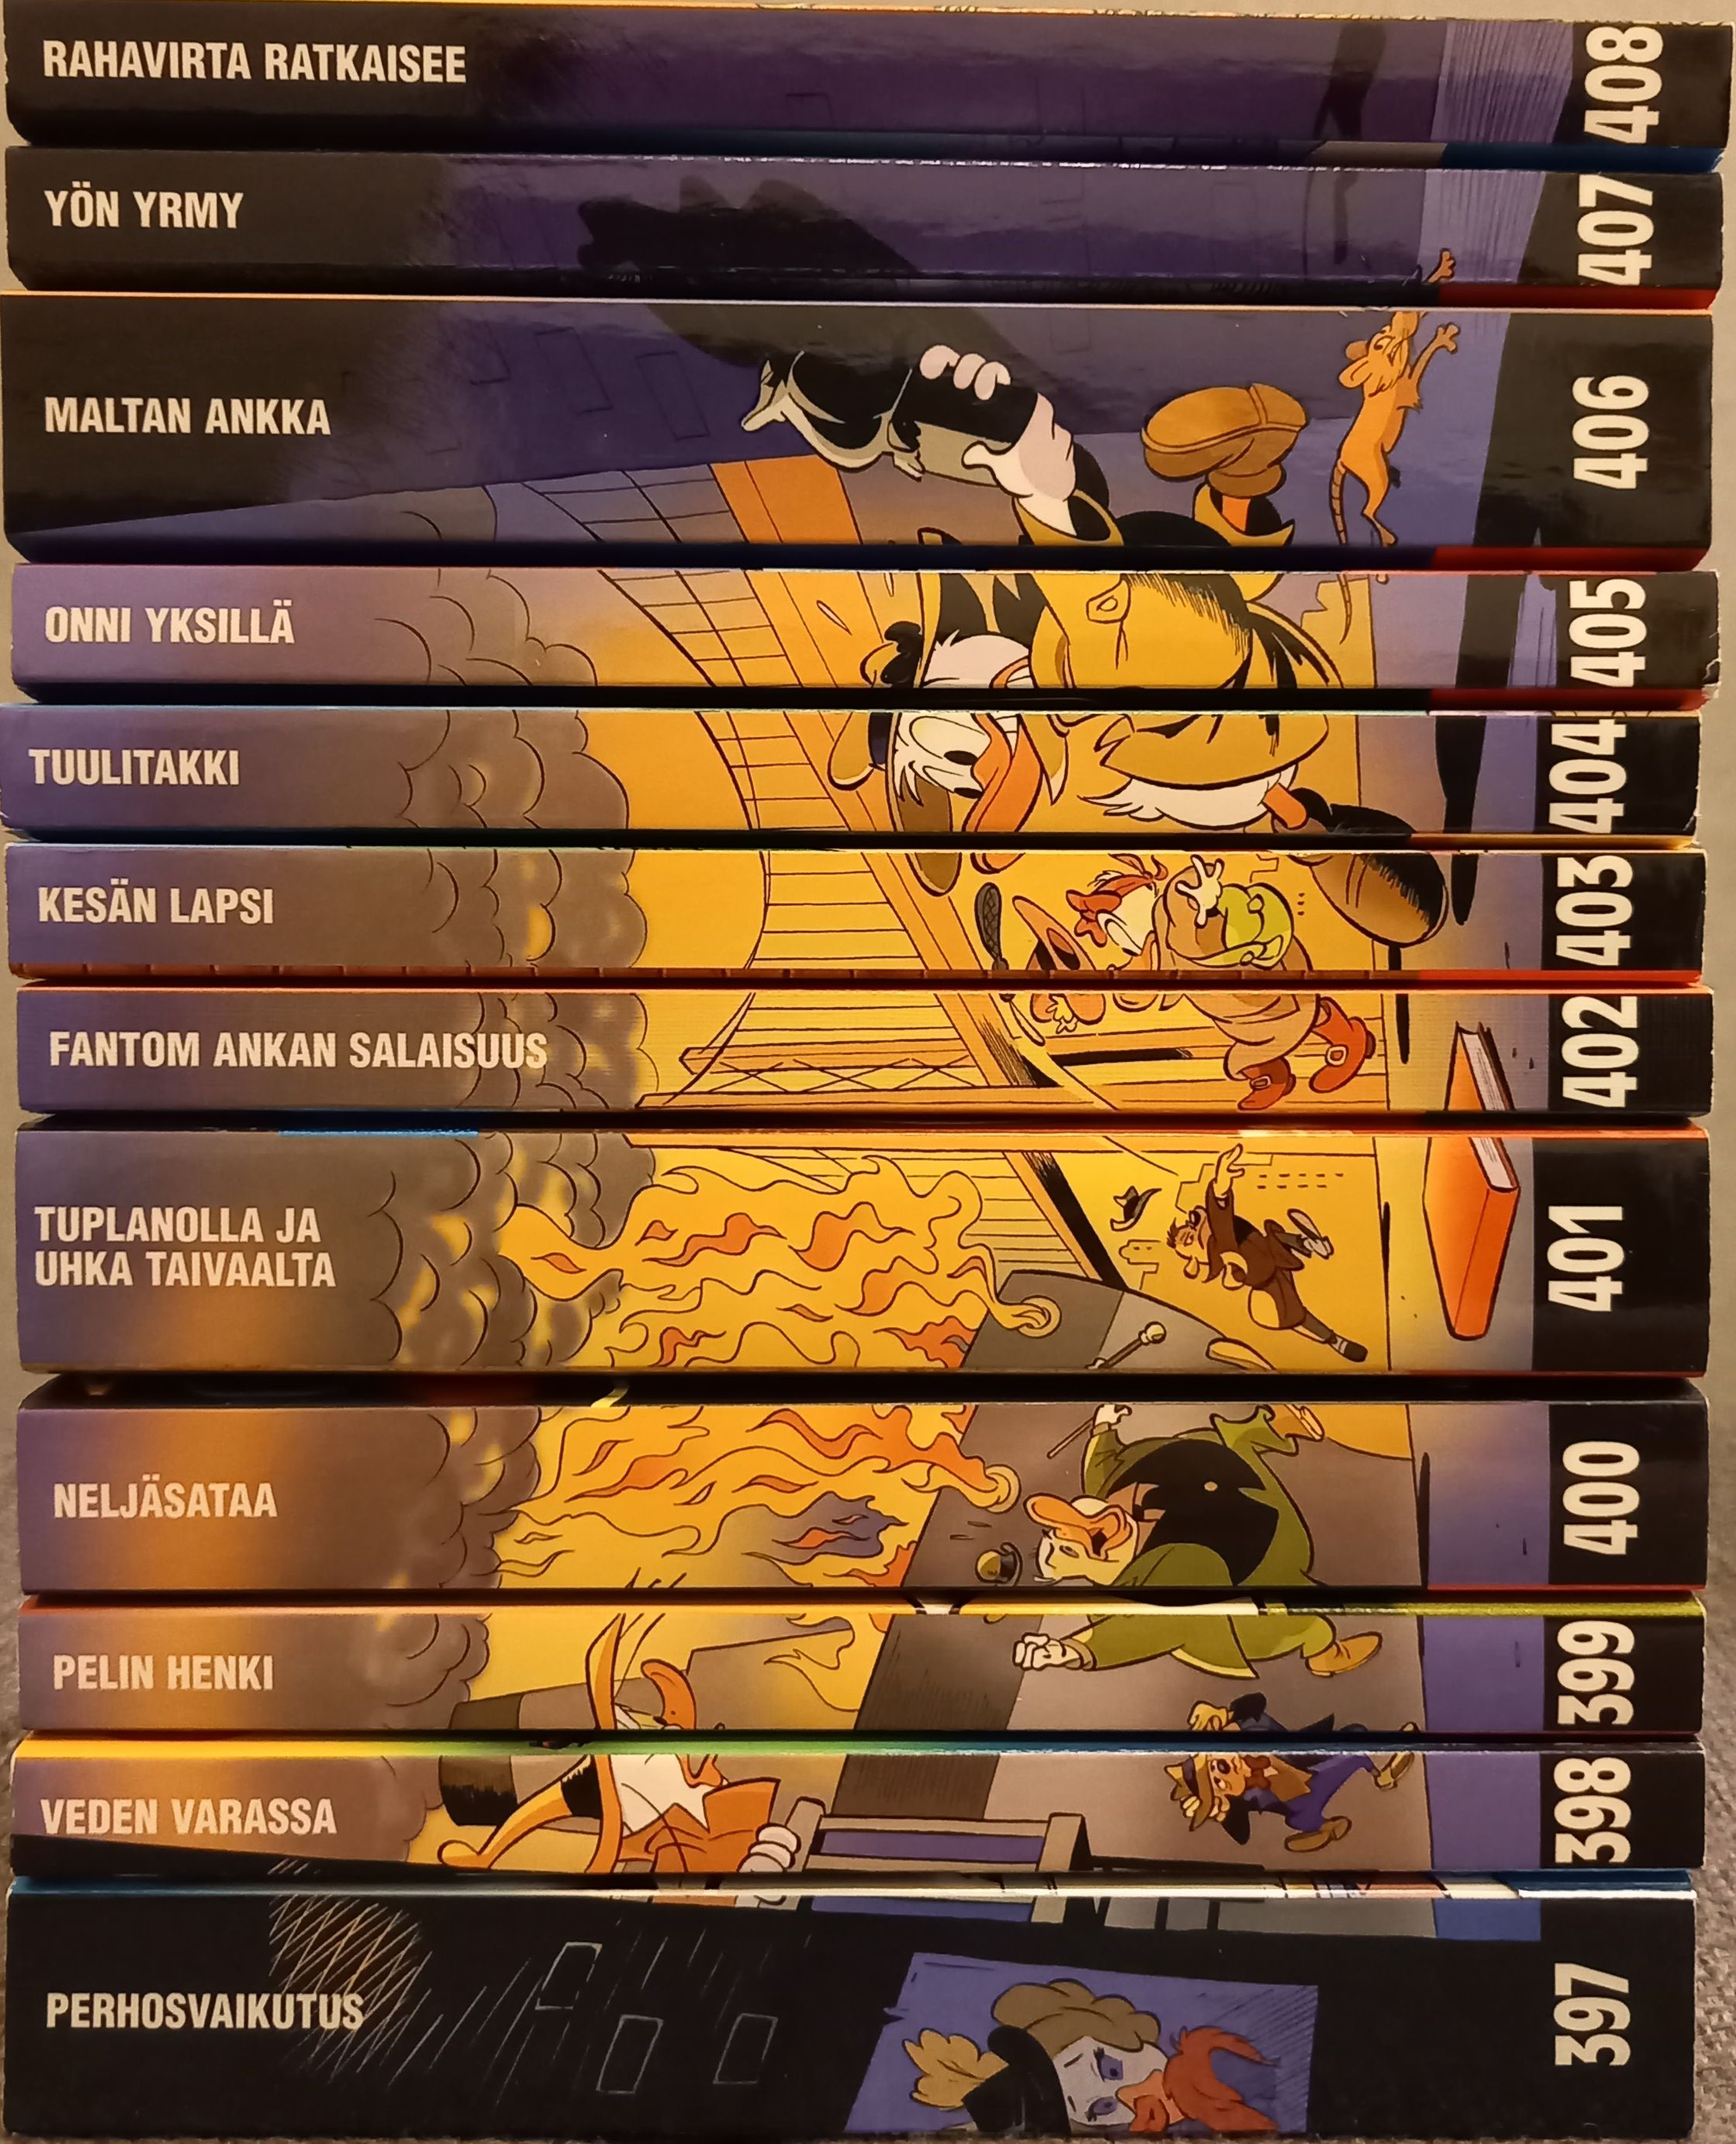 PERHOSVAIKUTUS
397
VEDEN VARASSA
398
PELIN HENKI
399
NELJÄSATAA
400
TUPLANOLLA JA
UHKA TAIVAALTA
401
FANTOM ANKAN SALAISUUS
402
KESÄN LAPSI
403
TUULITAKKI
404
ONNI YKSILLÄ
405
MALTAN ANKKA
406
YÖN YRMY
407
RAHAVIRTA RATKAISEE
408